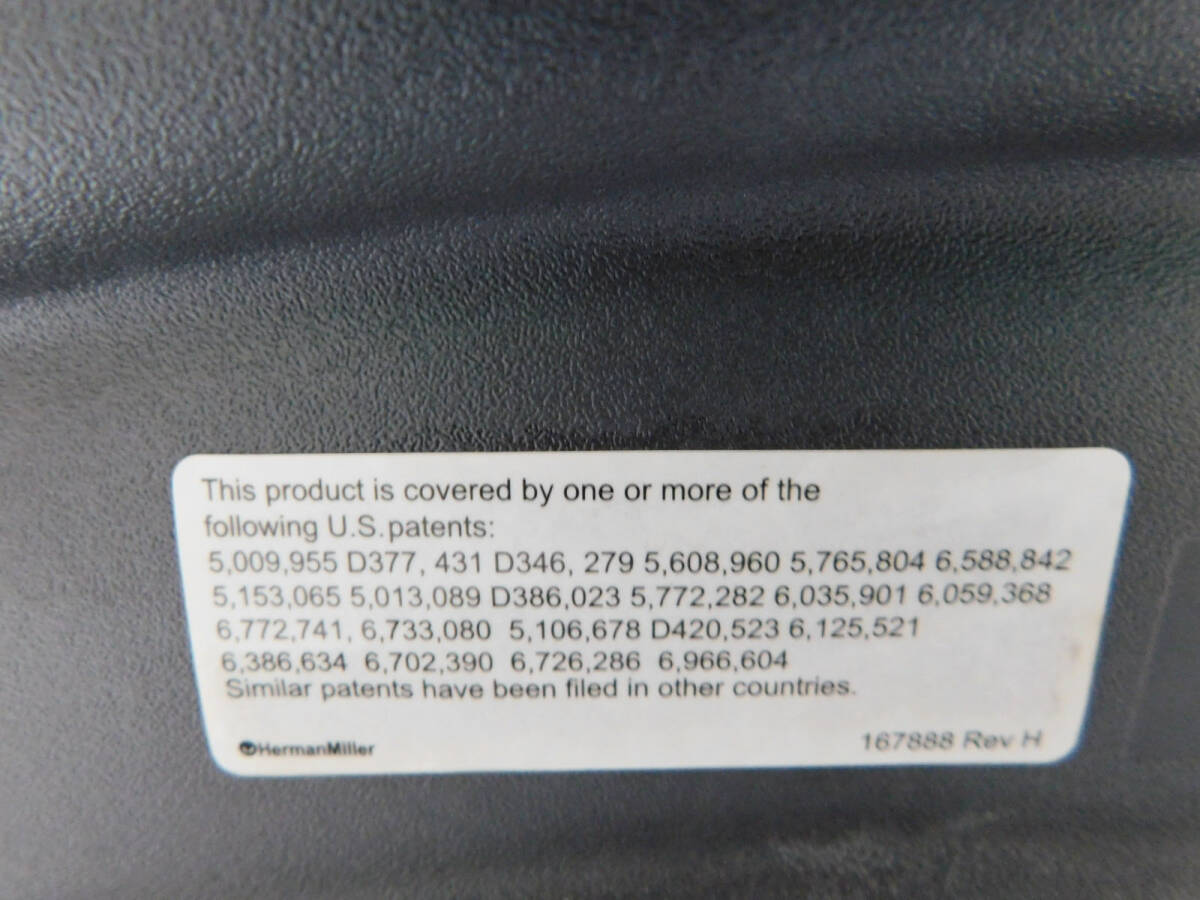 This product is covered by one or more of the
following U.S. patents:
5,009,955 D377, 431 D346, 279 5,608,960 5,765,804 6,588,842
5,153,065 5,013,089 D386,023 5,772,282 6,035,901 6,059,368
6,772,741, 6,733,080 5,106,678 D420,523 6,125,521
6,386,634 6,702,390 6,726,286 6,966,604
Similar patents have been filed in other countries.
HermanMiller 167888 Rev H